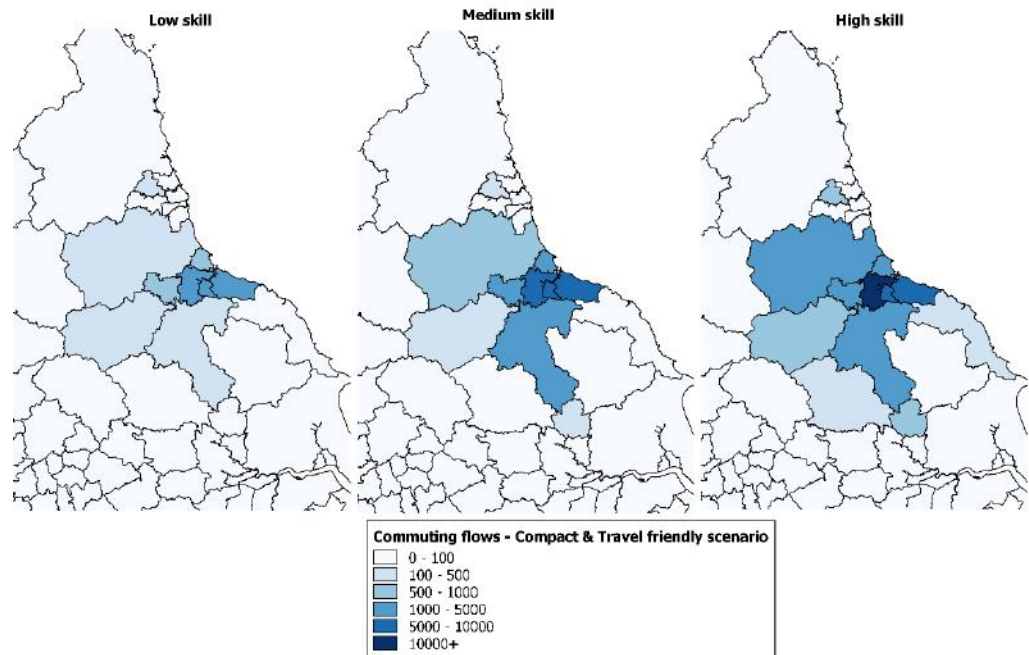 Low skill
Medium skill
High skill
Commuting flows - Compact & Travel friendly scenario
0 - 100
100 - 500
500 - 1000
1000 - 5000
5000 - 10000
10000+